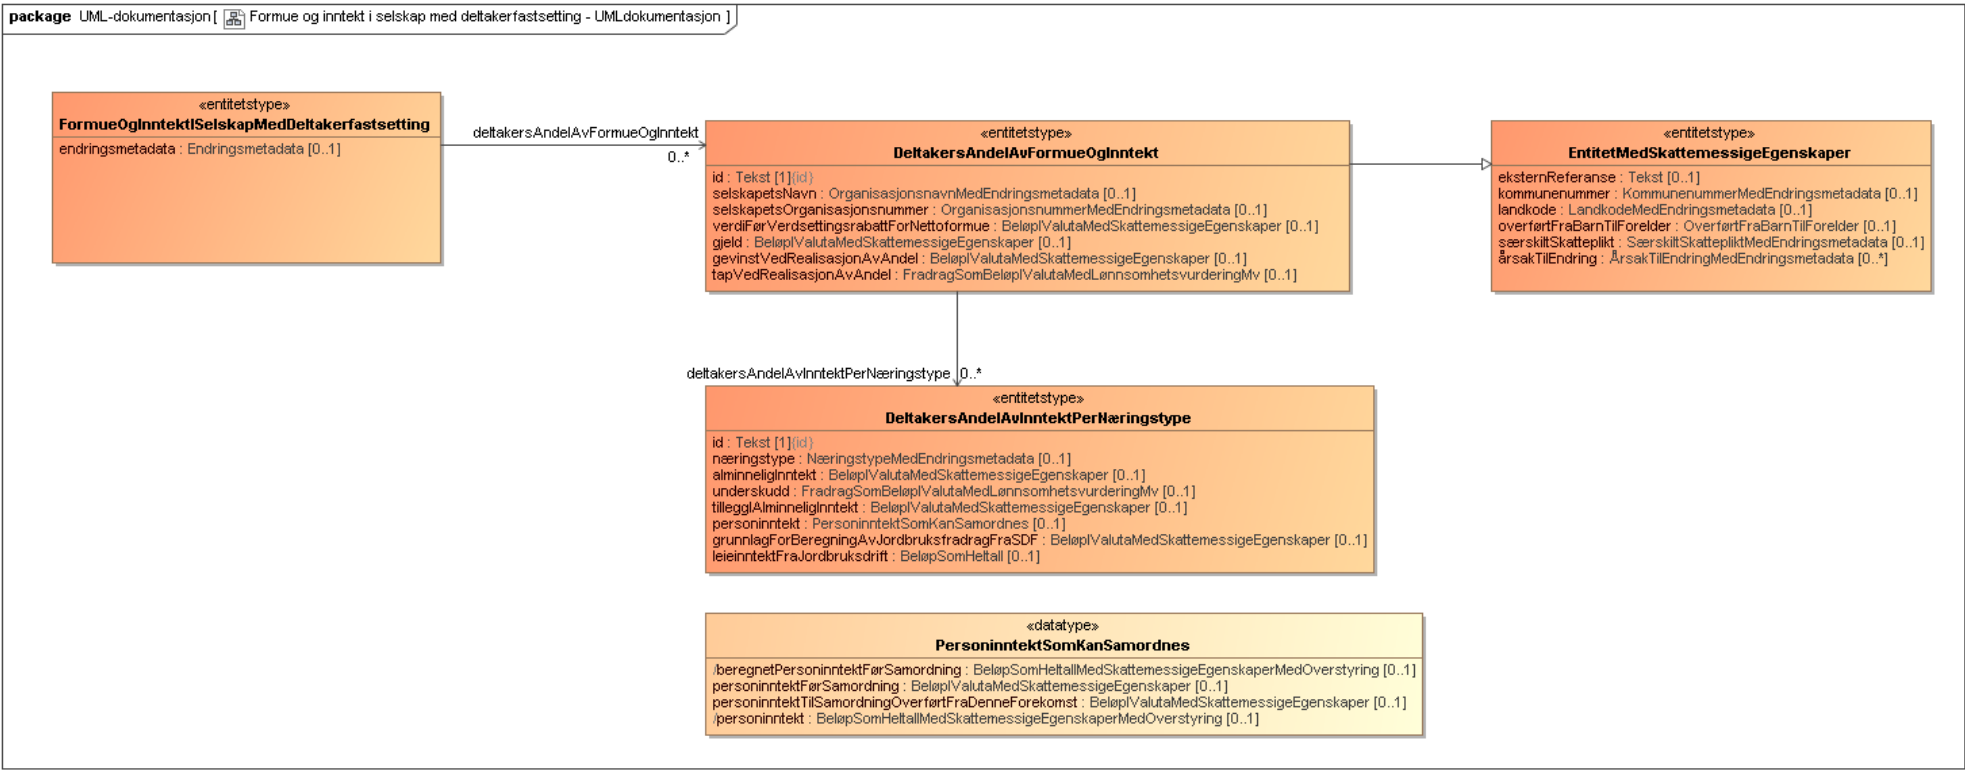 package UML-dokumentasjon [ Formue og inntekt i selskap med deltakerfastsetting - UMLdokumentasjon ]
«entitetstype»
FormueOgInntektISelskapMedDeltakerfastsetting
endringsmetadata : Endringsmetadata [0..1]
deltakersAndelAvFormueOgInntekt
0..*
«entitetstype»
DeltakersAndelAvFormueOgInntekt
id : Tekst [1]{id}
selskapetsNavn : OrganisasjonsnavnMedEndringsmetadata [0..1]
selskapetsOrganisasjonsnummer : OrganisasjonsnummerMedEndringsmetadata [0..1]
verdiFørVerdsettingsrabattForNettoformue : BeløpIValutaMedSkattemessigeEgenskaper [0..1]
gjeld : BeløpIValutaMedSkattemessigeEgenskaper [0..1]
gevinstVedRealisasjonAvAndel : BeløpIValutaMedSkattemessigeEgenskaper [0..1]
tapVedRealisasjonAvAndel : FradragSomBeløpIValutaMedLønnsomhetsvurderingMv [0..1]
«entitetstype»
EntitetMedSkattemessigeEgenskaper
eksternReferanse : Tekst [0..1]
kommunenummer : KommunenummerMedEndringsmetadata [0..1]
landkode : LandkodeMedEndringsmetadata [0..1]
overførtFraBarnTilForelder : OverførtFraBarnTilForelder [0..1]
særskiltSkatteplikt : SærskiltSkattepliktMedEndringsmetadata [0..1]
årsakTilEndring : ÅrsakTilEndringMedEndringsmetadata [0..*]
deltakersAndelAvInntektPerNæringstype 0..*
«entitetstype»
DeltakersAndelAvInntektPerNæringstype
id : Tekst [1]{id}
næringstype : NæringstypeMedEndringsmetadata [0..1]
alminneligInntekt : BeløpIValutaMedSkattemessigeEgenskaper [0..1]
underskudd : FradragSomBeløpIValutaMedLønnsomhetsvurderingMv [0..1]
tilleggIAlminneligInntekt : BeløpIValutaMedSkattemessigeEgenskaper [0..1]
personinntekt : PersoninntektSomKanSamordnes [0..1]
grunnlagForBeregningAvJordbruksfradragFraSDF : BeløpIValutaMedSkattemessigeEgenskaper [0..1]
leieinntektFraJordbruksdrift : BeløpSomHeltall [0..1]
«datatype»
PersoninntektSomKanSamordnes
/beregnetPersoninntektFørSamordning : BeløpSomHeltallMedSkattemessigeEgenskaperMedOverstyring [0..1]
personinntektFørSamordning : BeløpIValutaMedSkattemessigeEgenskaper [0..1]
personinntektTilSamordningOverførtFraDenneForekomst : BeløpIValutaMedSkattemessigeEgenskaper [0..1]
/personinntekt : BeløpSomHeltallMedSkattemessigeEgenskaperMedOverstyring [0..1]